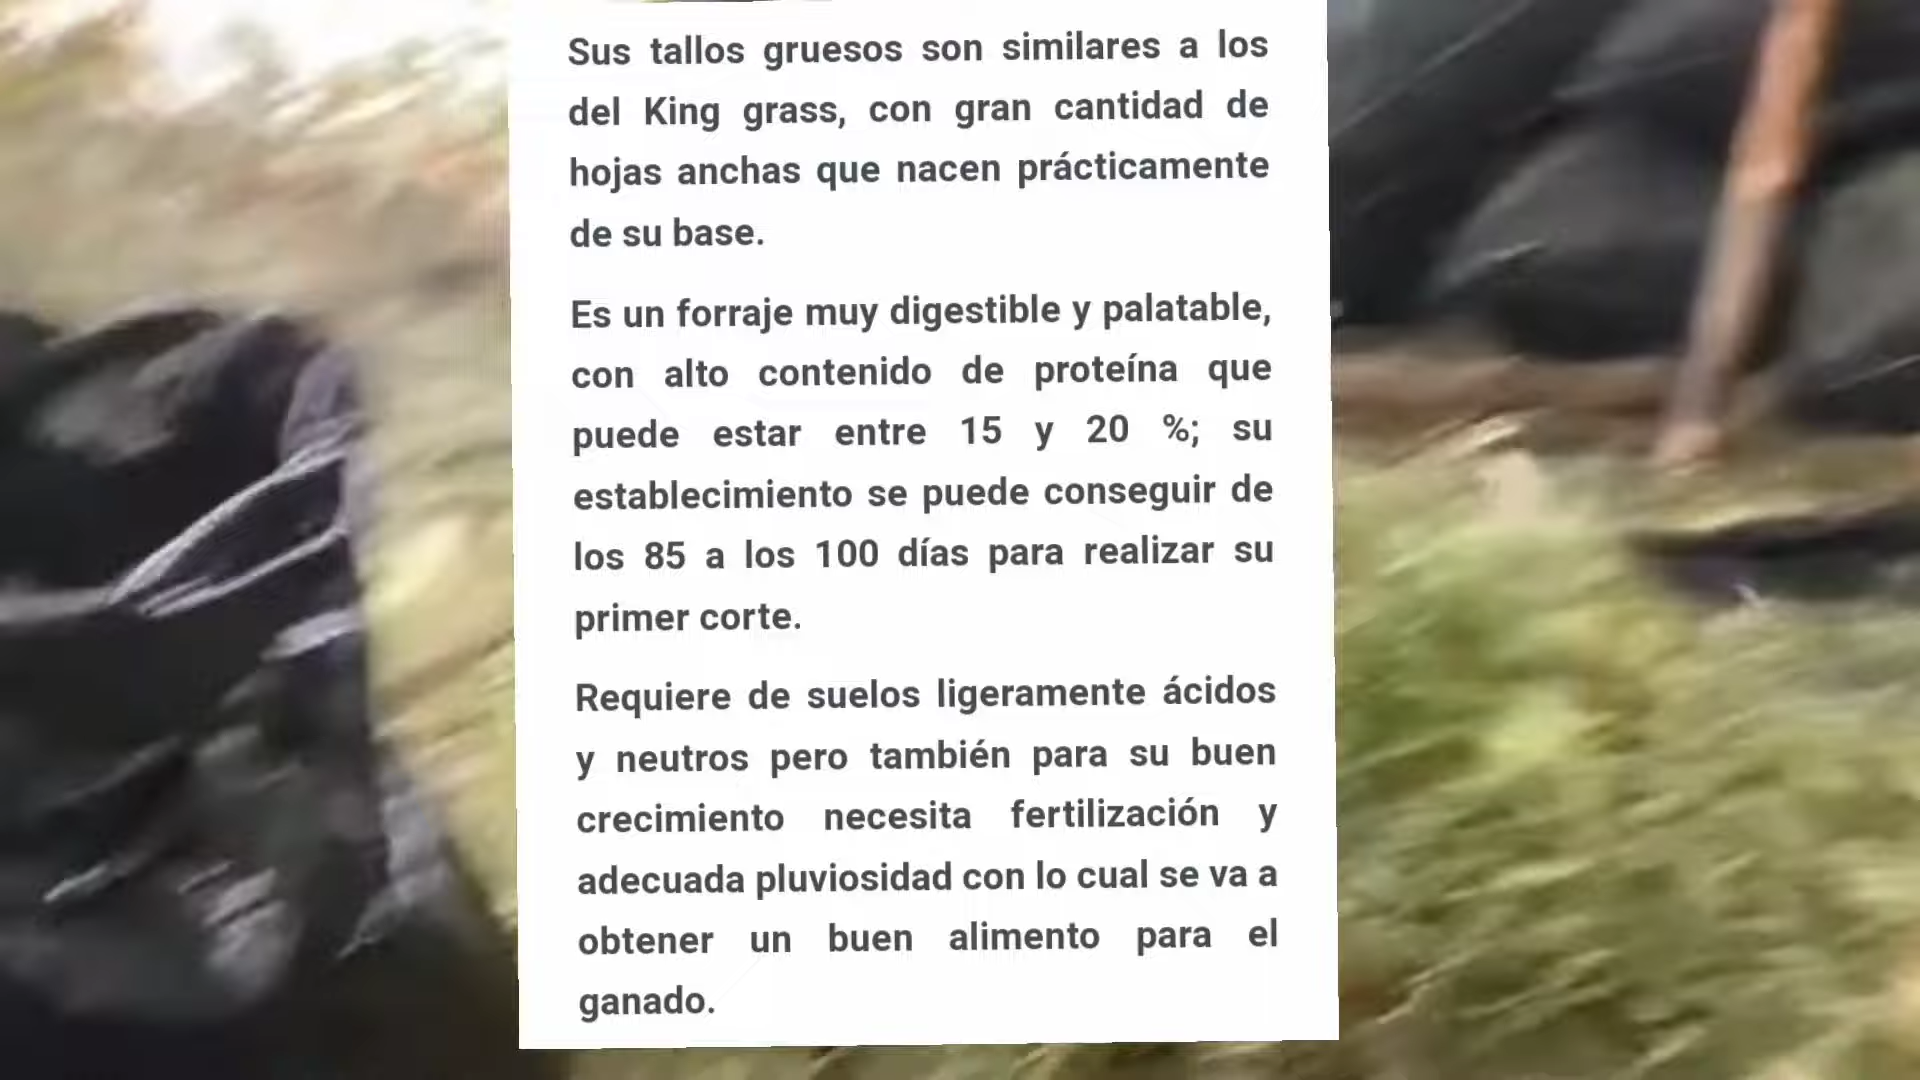 Sus tallos gruesos son similares a los
del King grass, con gran cantidad de
hojas anchas que nacen prácticamente
de su base.
Es un forraje muy digestible y palatable,
con alto contenido de proteína que
puede estar entre 15 y 20 %; su
establecimiento se puede conseguir de
los 85 a los 100 días para realizar su
primer corte.
Requiere de suelos ligeramente ácidos
y neutros pero también para su buen
crecimiento necesita fertilización y
adecuada pluviosidad con lo cual se va a
obtener un buen alimento para el
ganado.